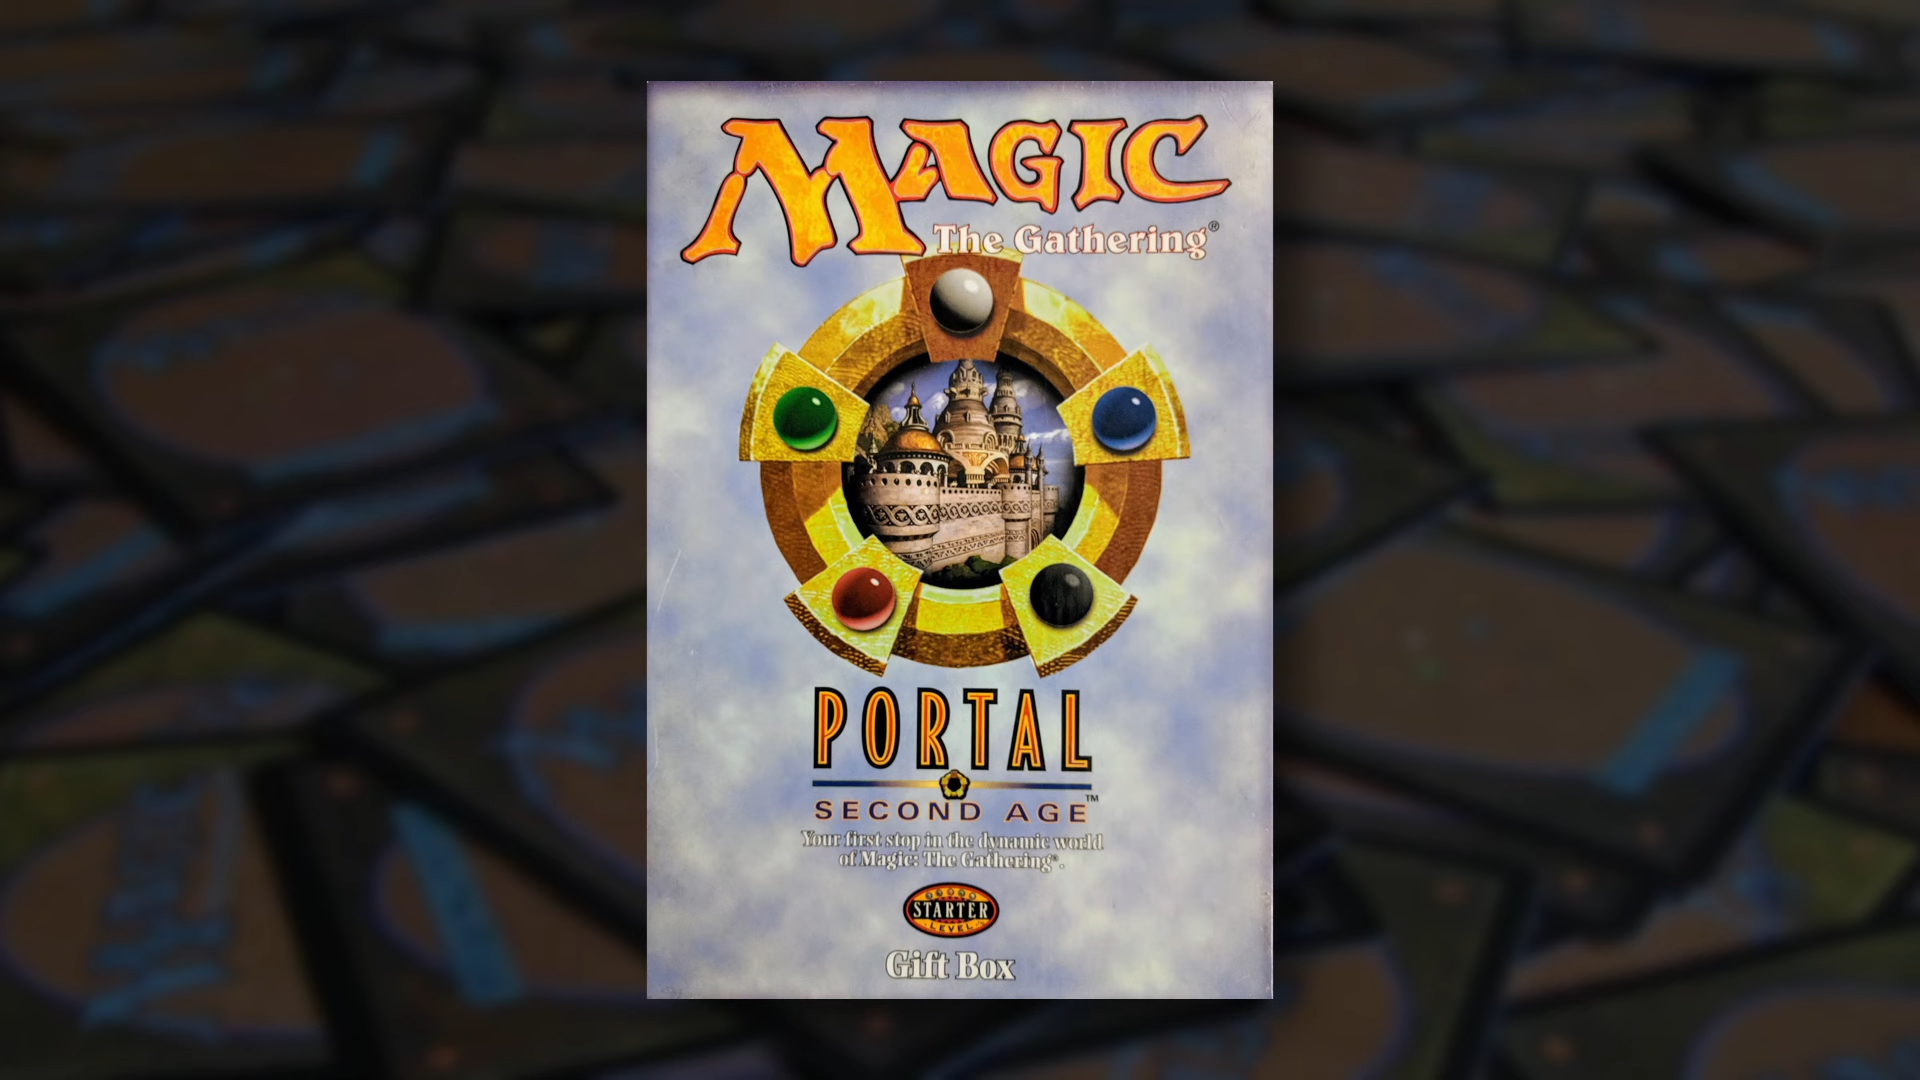 MAGIC
The Gathering®
PORTAL
SECOND AGE™
Your first stop in the dynamic world
of Magic: The Gathering®.
STARTER
LEVEL
Gift Box